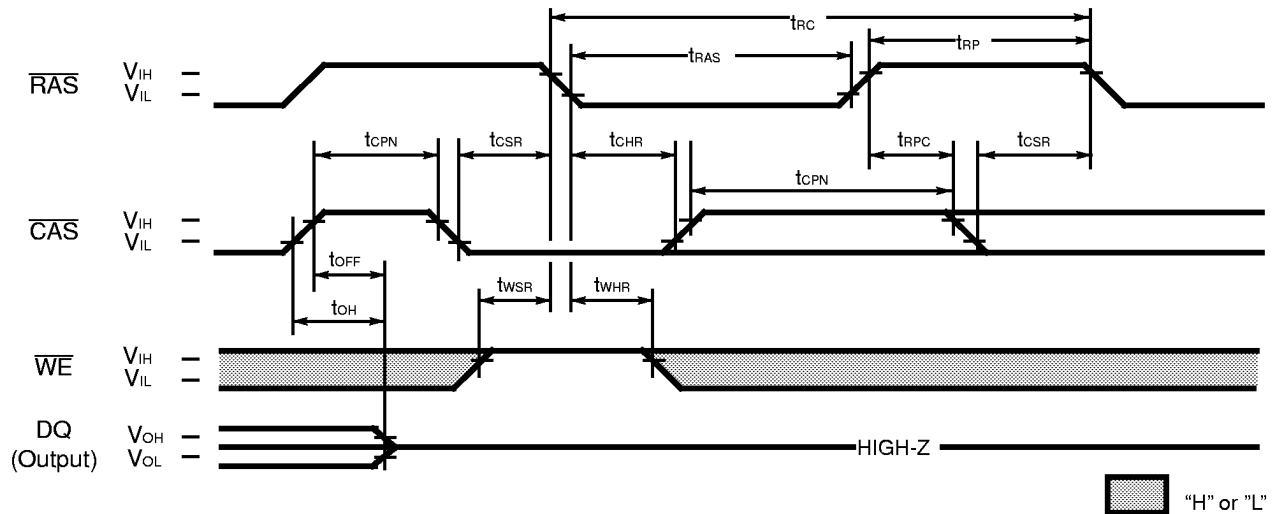 tRC
tRAS
tRP
RAS
VIH
VIL
tCPN
tCSR
tCHR
tRPC
tCSR
tCPN
CAS
VIH
VIL
tOFF
tOH
tWSR
tWHR
WE
VIH
VIL
DQ
(Output)
VOH
VOL
HIGH-Z
“H” or ”L”